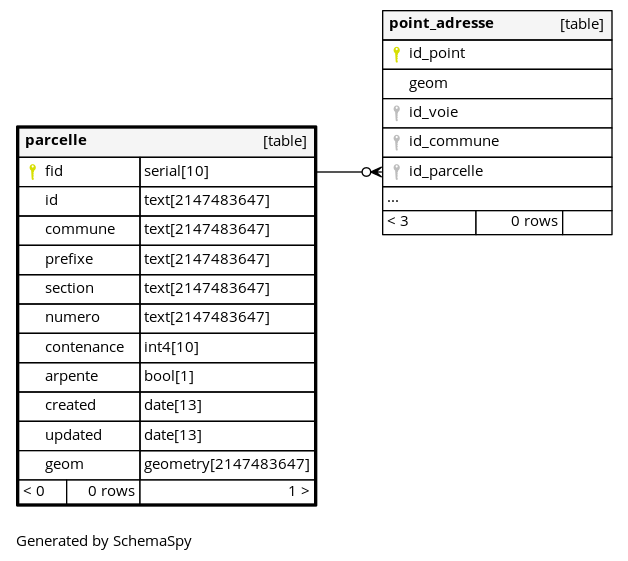 point_adresse [table]
id_point
geom
id_voie
id_commune
id_parcelle
...
< 3 0 rows
parcelle [table]
fid serial[10]
id text[2147483647]
commune text[2147483647]
prefixe text[2147483647]
section text[2147483647]
numero text[2147483647]
contenance int4[10]
arpente bool[1]
created date[13]
updated date[13]
geom geometry[2147483647]
< 0 0 rows 1 >
Generated by SchemaSpy